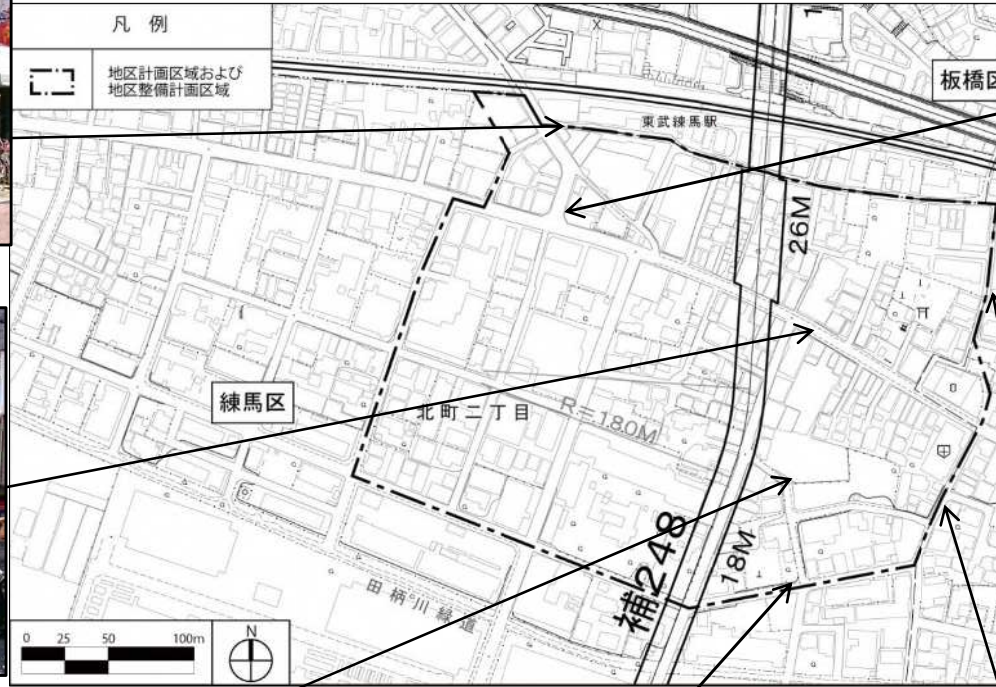 凡 例
地区計画区域および
地区整備計画区域
東武練馬駅
板橋区
26M
練馬区
北町二丁目
R=180M
補248
18M
田柄川緑道
0 25 50 100m
N